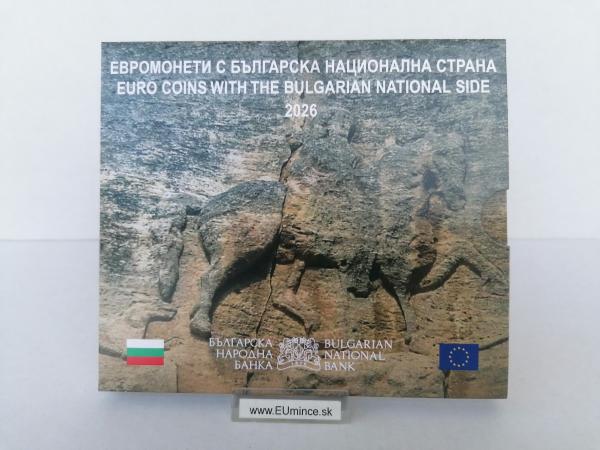 ЕВРОМОНЕТИ С БЪЛГАРСКА НАЦИОНАЛНА СТРАНА
EURO COINS WITH THE BULGARIAN NATIONAL SIDE
2026
БЪЛГАРСКА
НАРОДНА
БАНКА
BULGARIAN
NATIONAL
BANK
www.EUmince.sk